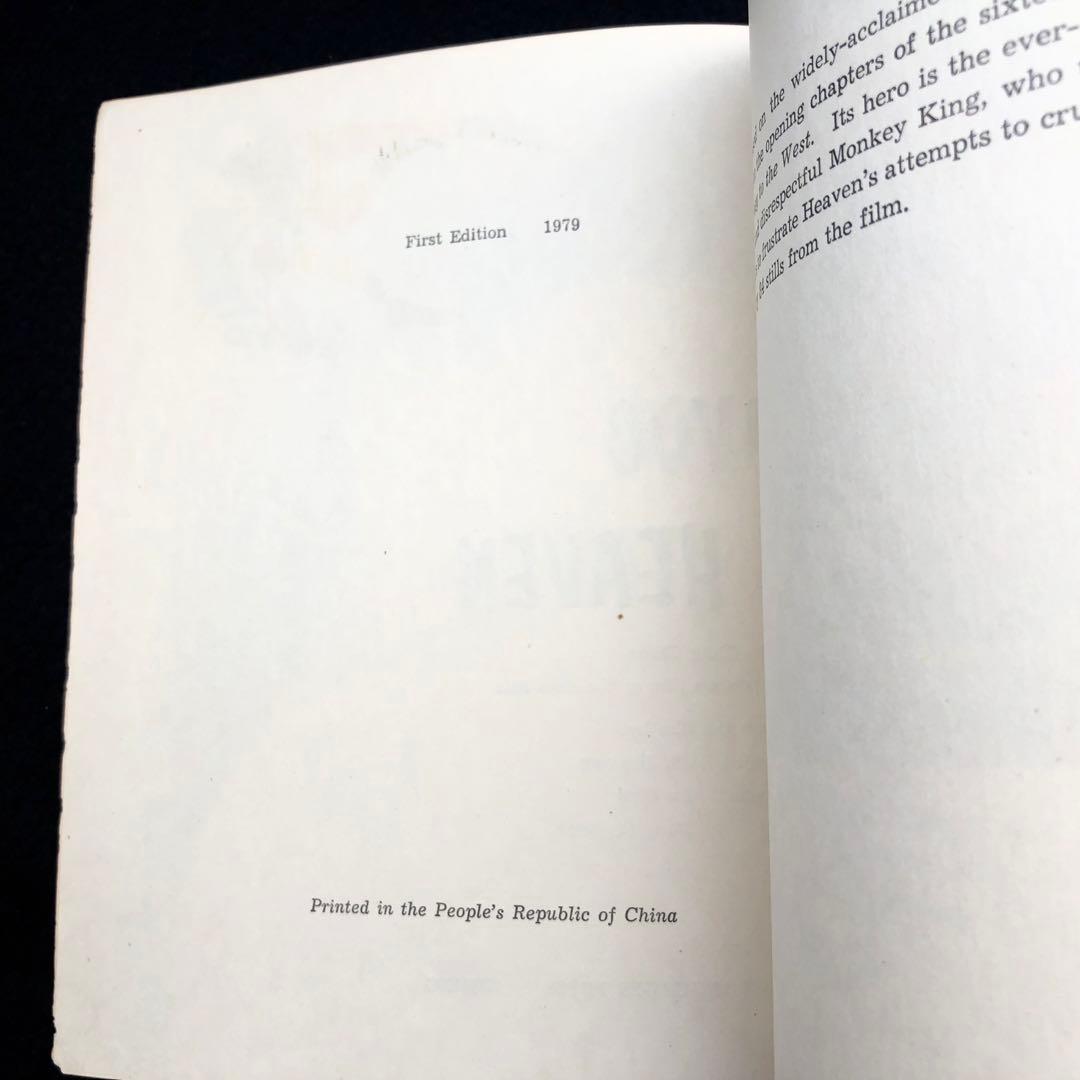 First Edition 1979
Printed in the People's Republic of China
on the widely-acclaime
opening chapters of the sixte
to the West. Its hero is the ever-
disrespectful Monkey King, who
frustrate Heaven's attempts to cru
stills from the film.
HEAVEN